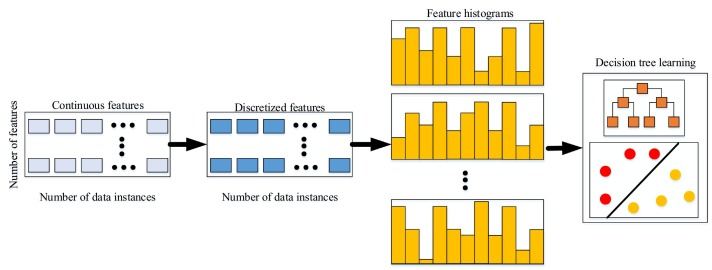 Feature histograms
Decision tree learning
Continuous features
Discretized features
Number of features
Number of data instances
Number of data instances